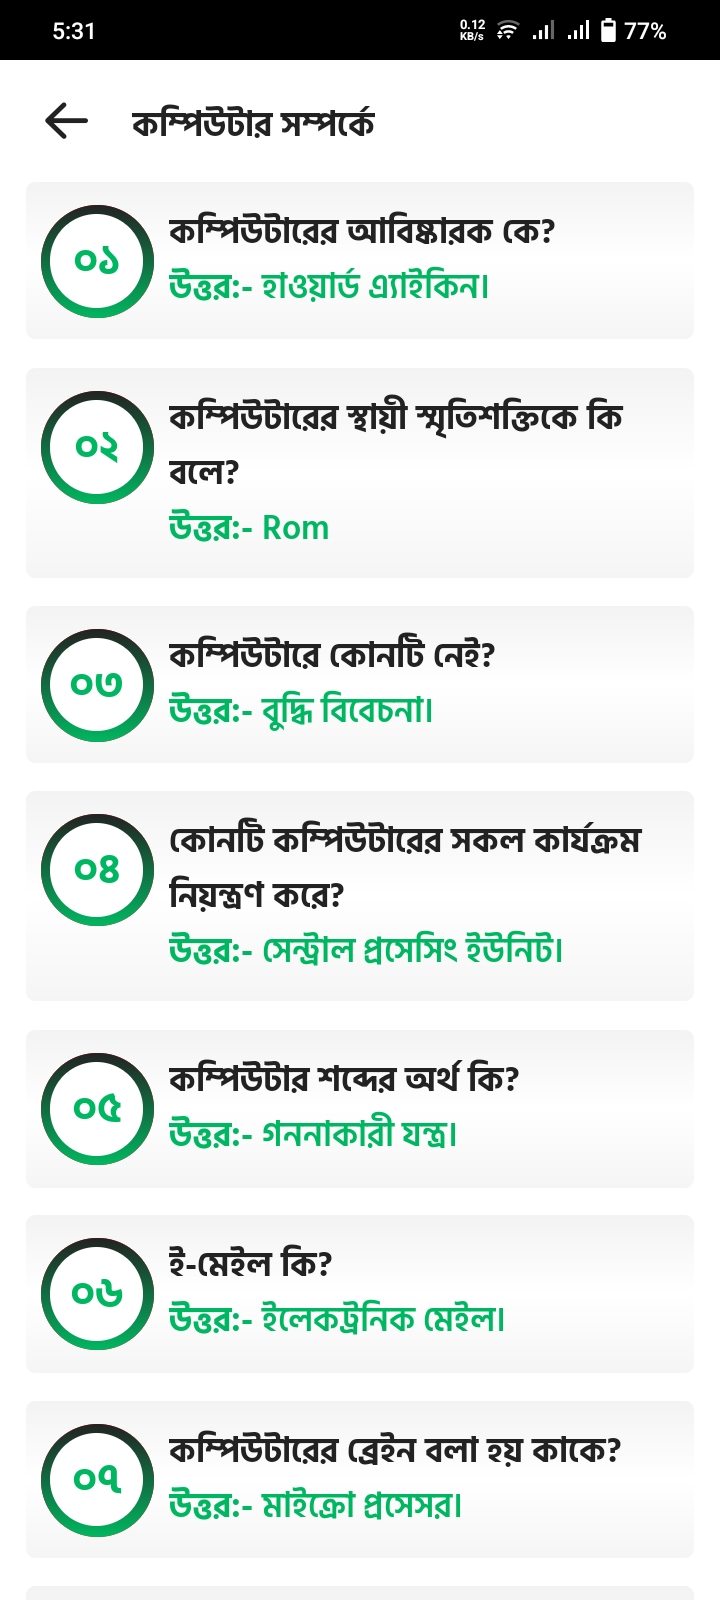 5:31
0.12
KB/s
77%
কম্পিউটার সম্পর্কে
০১
কম্পিউটারের আবিষ্কারক কে?
উত্তর:- হাওয়ার্ড এ্যাইকিন।
০২
কম্পিউটারের স্থায়ী স্মৃতিশক্তিকে কি
বলে?
উত্তর:- Rom
০৩
কম্পিউটারে কোনটি নেই?
উত্তর:- বুদ্ধি বিবেচনা।
০৪
কোনটি কম্পিউটারের সকল কার্যক্রম
নিয়ন্ত্রণ করে?
উত্তর:- সেন্ট্রাল প্রসেসিং ইউনিট।
০৫
কম্পিউটার শব্দের অর্থ কি?
উত্তর:- গননাকারী যন্ত্র।
০৬
ই-মেইল কি?
উত্তর:- ইলেকট্রনিক মেইল।
০৭
কম্পিউটারের ব্রেইন বলা হয় কাকে?
উত্তর:- মাইক্রো প্রসেসর।